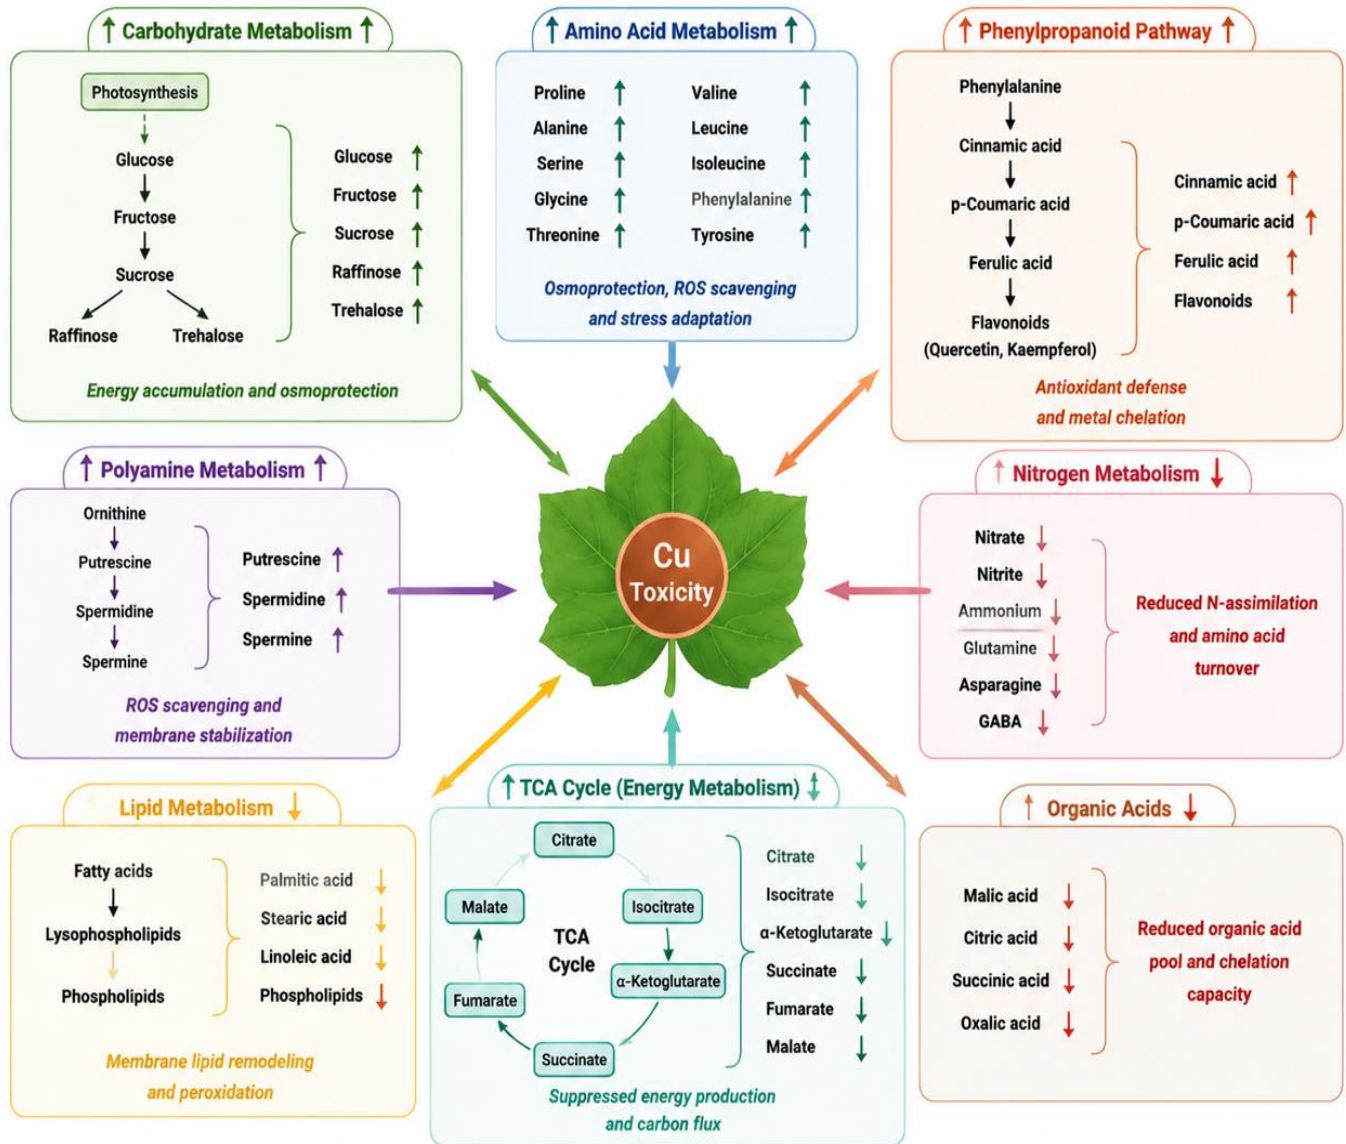 ↑ Carbohydrate Metabolism ↑
Photosynthesis
Glucose
Fructose
Sucrose
Raffinose
Trehalose
Glucose ↑
Fructose ↑
Sucrose ↑
Raffinose ↑
Trehalose ↑
Energy accumulation and osmoprotection
↑ Amino Acid Metabolism ↑
Proline ↑
Alanine ↑
Serine ↑
Glycine ↑
Threonine ↑
Valine ↑
Leucine ↑
Isoleucine ↑
Phenylalanine ↑
Tyrosine ↑
Osmoprotection, ROS scavenging
and stress adaptation
↑ Phenylpropanoid Pathway ↑
Phenylalanine
Cinnamic acid
p-Coumaric acid
Ferulic acid
Flavonoids
(Quercetin, Kaempferol)
Cinnamic acid ↑
p-Coumaric acid ↑
Ferulic acid ↑
Flavonoids ↑
Antioxidant defense
and metal chelation
↑ Polyamine Metabolism ↑
Ornithine
Putrescine
Spermidine
Spermine
Putrescine ↑
Spermidine ↑
Spermine ↑
ROS scavenging and
membrane stabilization
Cu
Toxicity
↑ Nitrogen Metabolism ↓
Nitrate ↓
Nitrite ↓
Ammonium ↓
Glutamine ↓
Asparagine ↓
GABA ↓
Reduced N-assimilation
and amino acid
turnover
Lipid Metabolism ↓
Fatty acids
Lysophospholipids
Phospholipids
Palmitic acid ↓
Stearic acid ↓
Linoleic acid ↓
Phospholipids ↓
Membrane lipid remodeling
and peroxidation
↑ TCA Cycle (Energy Metabolism) ↕
Citrate
Isocitrate
α-Ketoglutarate
Succinate
Fumarate
Malate
TCA
Cycle
Citrate ↓
Isocitrate ↓
α-Ketoglutarate ↓
Succinate ↓
Fumarate ↓
Malate ↓
Suppressed energy production
and carbon flux
↑ Organic Acids ↓
Malic acid ↓
Citric acid ↓
Succinic acid ↓
Oxalic acid ↓
Reduced organic acid
pool and chelation
capacity